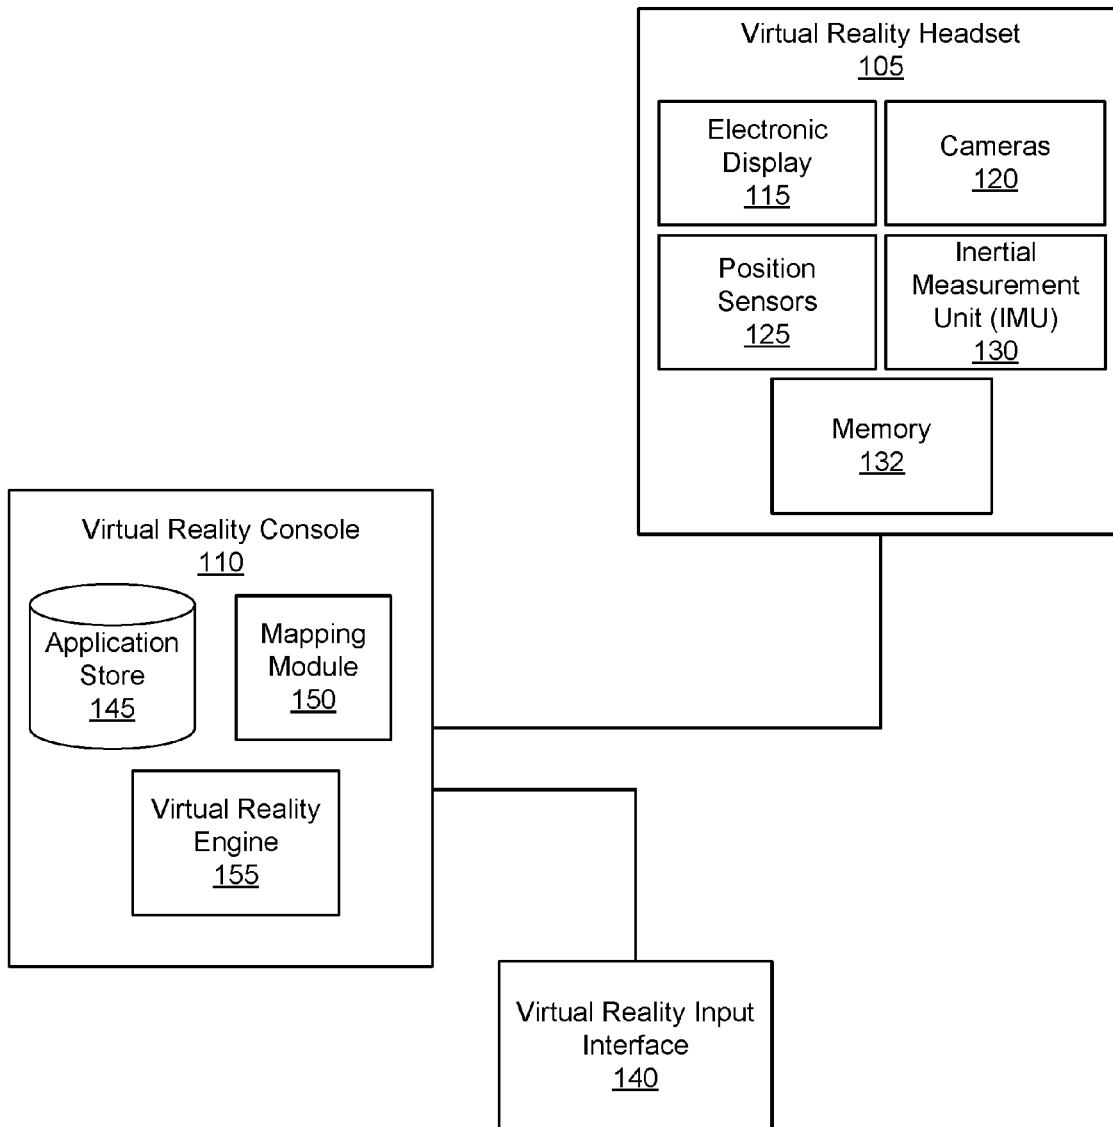 Virtual Reality Headset
105
Electronic
Display
115
Cameras
120
Position
Sensors
125
Inertial
Measurement
Unit (IMU)
130
Memory
132
Virtual Reality Console
110
Application
Store
145
Mapping
Module
150
Virtual Reality
Engine
155
Virtual Reality Input
Interface
140